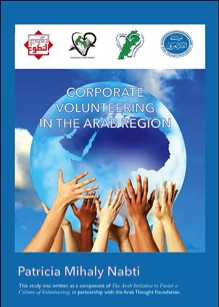 CORPORATE
VOLUNTEERING
IN THE ARAB REGION
Patricia Mihaly Nabti
This study was written as a component of The Arab Initiative to Foster a
Culture of Volunteering, in partnership with the Arab Thought Foundation.